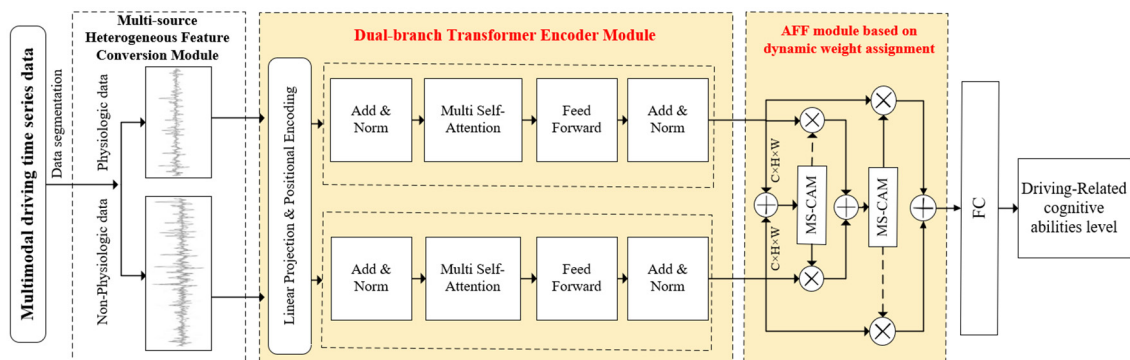 Multimodal driving time series data
Data segmentation
Multi-source
Heterogeneous Feature
Conversion Module
Physiologic data
Non-Physiologic data
Dual-branch Transformer Encoder Module
Linear Projection & Positional Encoding
Add &
Norm
Multi Self-
Attention
Feed
Forward
Add &
Norm
Add &
Norm
Multi Self-
Attention
Feed
Forward
Add &
Norm
AFF module based on
dynamic weight assignment
C×H×W
C×H×W
MS-CAM
MS-CAM
FC
Driving-Related
cognitive
abilities level